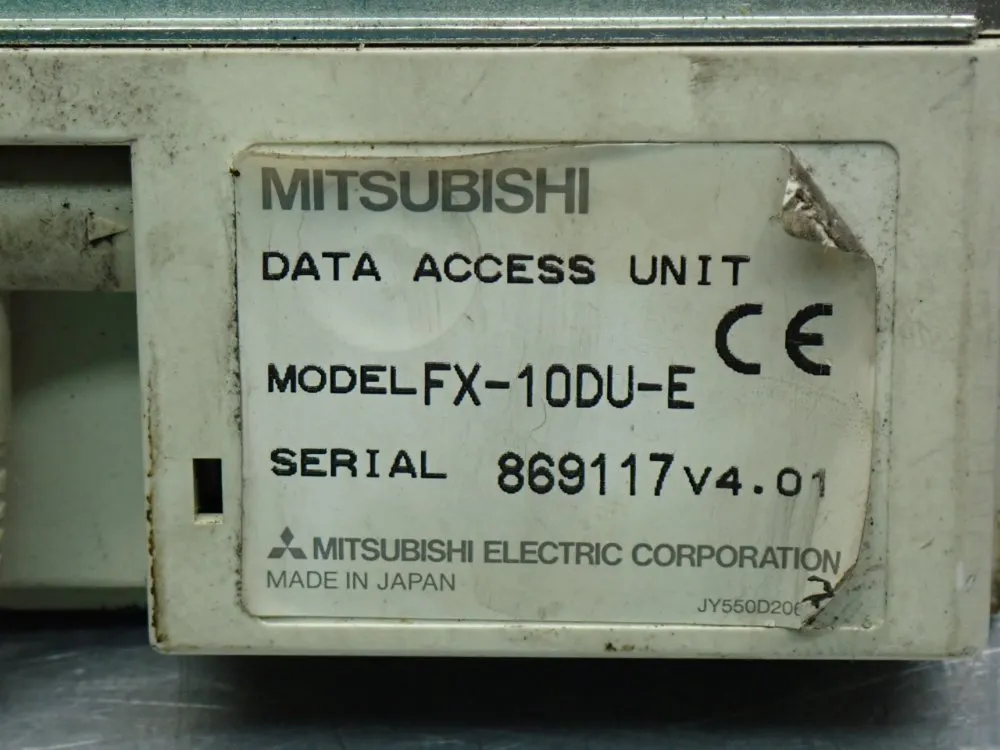 MITSUBISHI
DATA ACCESS UNIT
CE
MODEL FX-10DU-E
SERIAL 869117 V4.01
MITSUBISHI ELECTRIC CORPORATION
MADE IN JAPAN